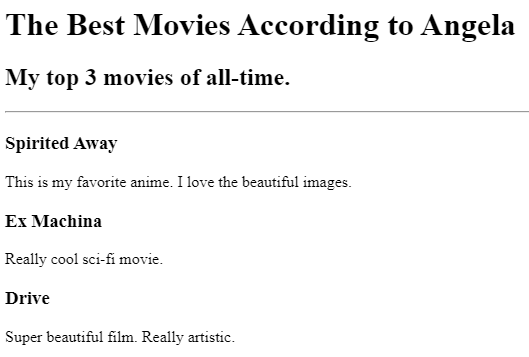 The Best Movies According to Angela
My top 3 movies of all-time.
Spirited Away
This is my favorite anime. I love the beautiful images.
Ex Machina
Really cool sci-fi movie.
Drive
Super beautiful film. Really artistic.